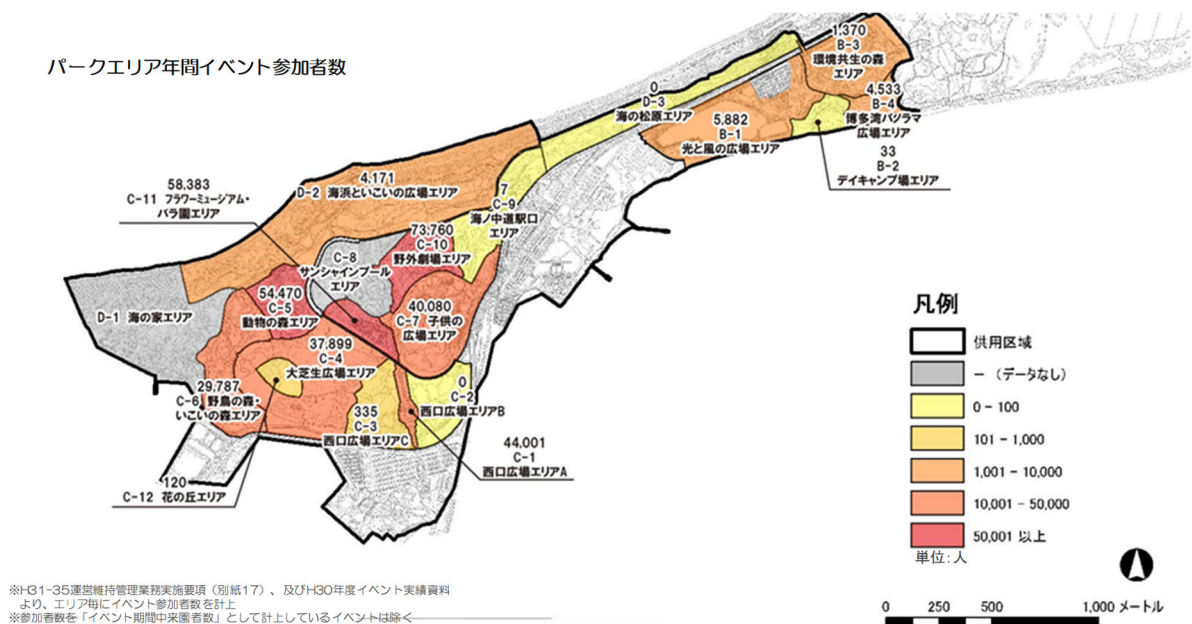 パークエリア年間イベント参加者数
1,370
B-3
環境共生の森
エリア
4,533
B-4
博多湾パノラマ
広場エリア
0
D-3
海の松原エリア
5,882
B-1
光と風の広場エリア
33
B-2
デイキャンプ場エリア
4,171
D-2 海浜といこいの広場エリア
58,383
C-11 フラワーミュージアム・
バラ園エリア
7
C-9
海ノ中道駅口
エリア
73,760
C-10
野外劇場エリア
C-8
サンシャインプール
エリア
54,470
C-5
動物の森エリア
D-1 海の家エリア
40,080
C-7 子供の
広場エリア
37,899
C-4
大芝生広場エリア
29,787
C-6 野鳥の森・
いこいの森エリア
0
C-2
西口広場エリアB
335
C-3
西口広場エリアC
44,001
C-1
西口広場エリアA
120
C-12 花の丘エリア
凡例
供用区域
－（データなし）
0 - 100
101 - 1,000
1,001 - 10,000
10,001 - 50,000
50,001 以上
単位：人
※H31-35運営維持管理業務実施要項（別紙17）、及びH30年度イベント実績資料
より、エリア毎にイベント参加者数を計上
※参加者数を「イベント期間中来園者数」として計上しているイベントは除く
0 250 500 1,000 メートル